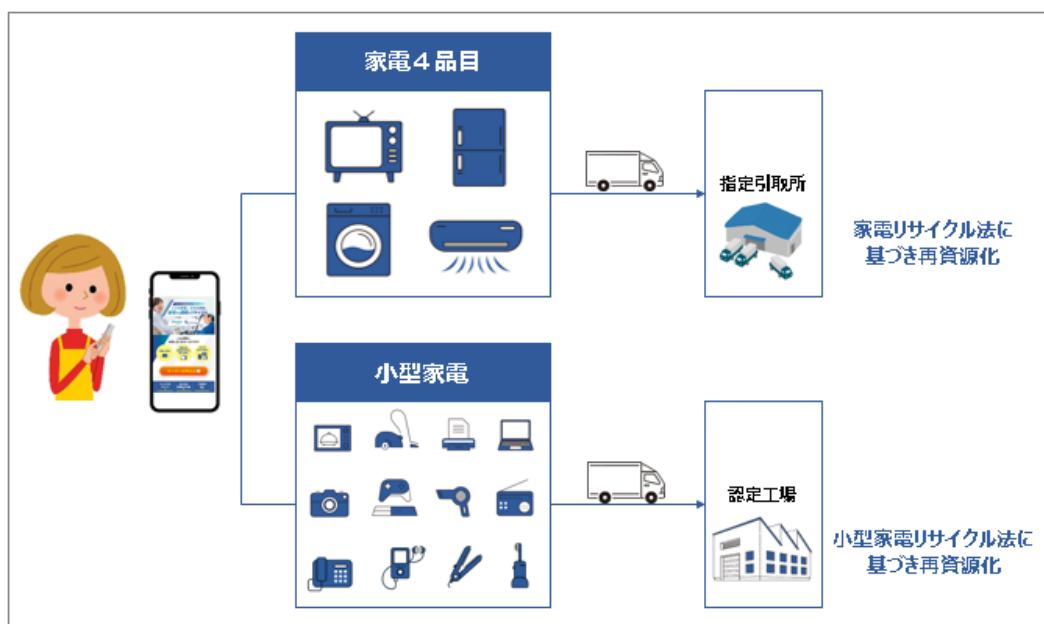 家電４品目
指定引取所
家電リサイクル法に
基づき再資源化
小型家電
認定工場
小型家電リサイクル法に
基づき再資源化